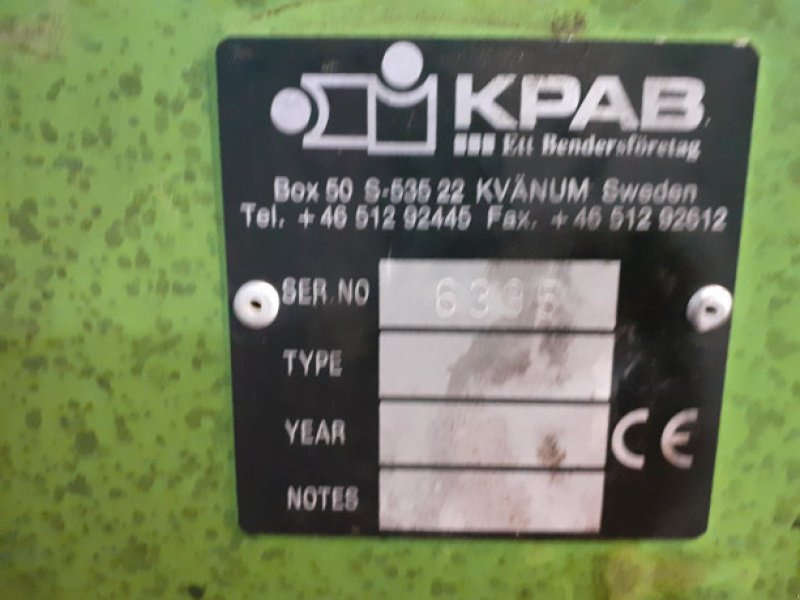 KPAB
Ett Bendersföretag
Box 50 S-535 22 KVÄNUM Sweden
Tel. +46 512 92445 Fax. +46 512 92612
SER.NO
TYPE
YEAR CE
NOTES